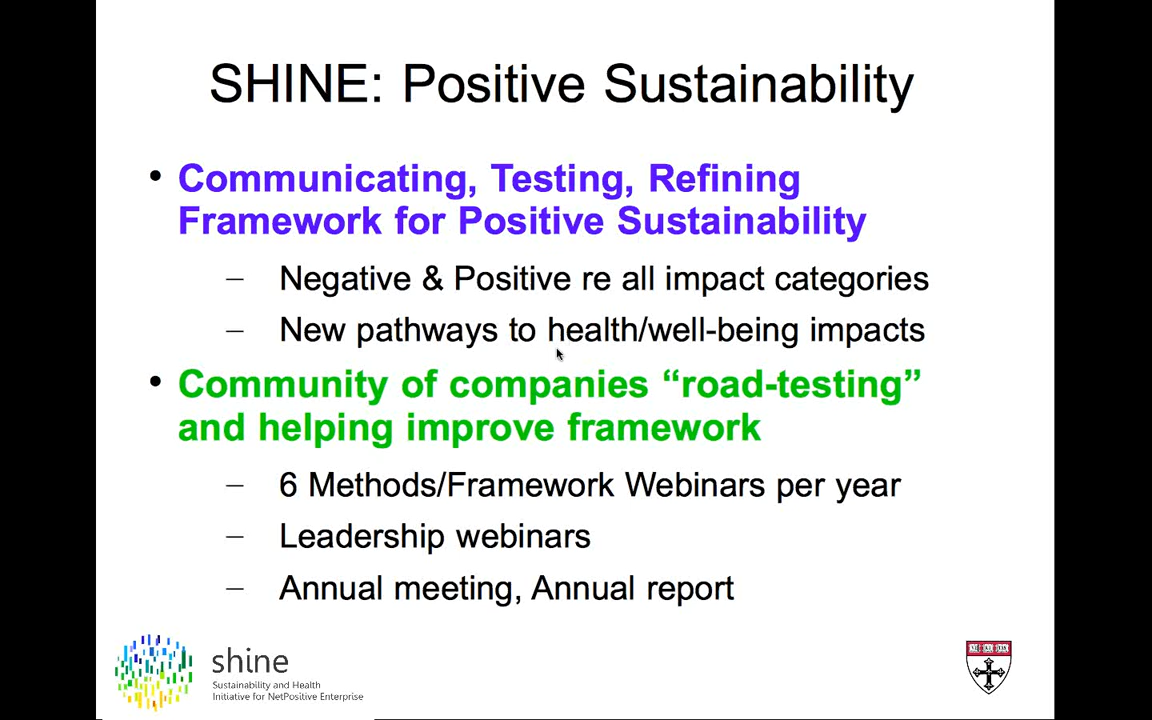 SHINE: Positive Sustainability
• Communicating, Testing, Refining
Framework for Positive Sustainability
– Negative & Positive re all impact categories
– New pathways to health/well-being impacts
• Community of companies “road-testing”
and helping improve framework
– 6 Methods/Framework Webinars per year
– Leadership webinars
– Annual meeting, Annual report
shine
Sustainability and Health
Initiative for NetPositive Enterprise